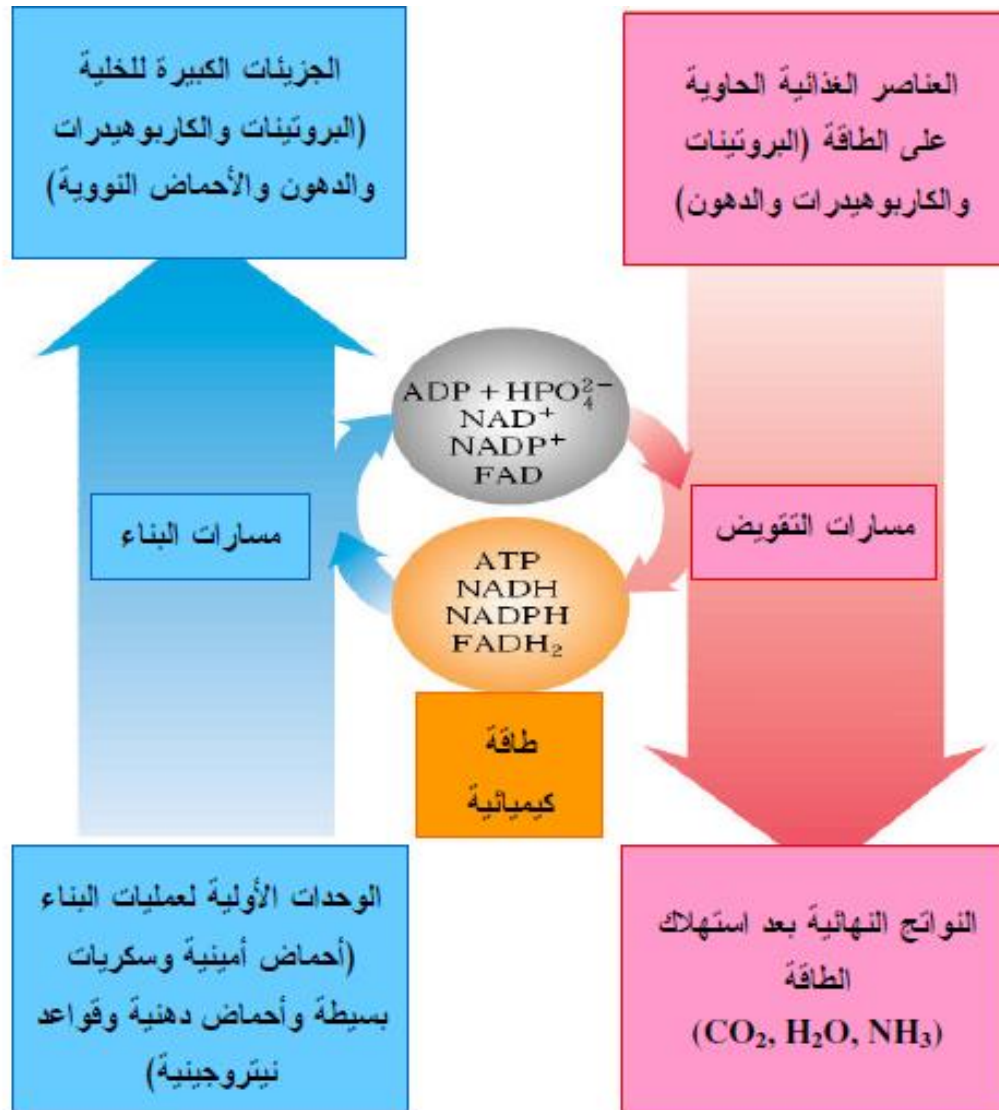 العناصر الغذائية الحاوية
على الطاقة (البروتينات
والكاربوهيدرات والدهون)
الجزيئات الكبيرة للخلية
(البروتينات والكاربوهيدرات
والدهون والأحماض النووية)
ADP + HPO₄²⁻
NAD⁺
NADP⁺
FAD
مسارات التقويض
مسارات البناء
ATP
NADH
NADPH
FADH₂
طاقة
كيميائية
النواتج النهائية بعد استهلاك
الطاقة
(CO₂, H₂O, NH₃)
الوحدات الأولية لعمليات البناء
(أحماض أمينية وسكريات
بسيطة وأحماض دهنية وقواعد
نيتروجينية)